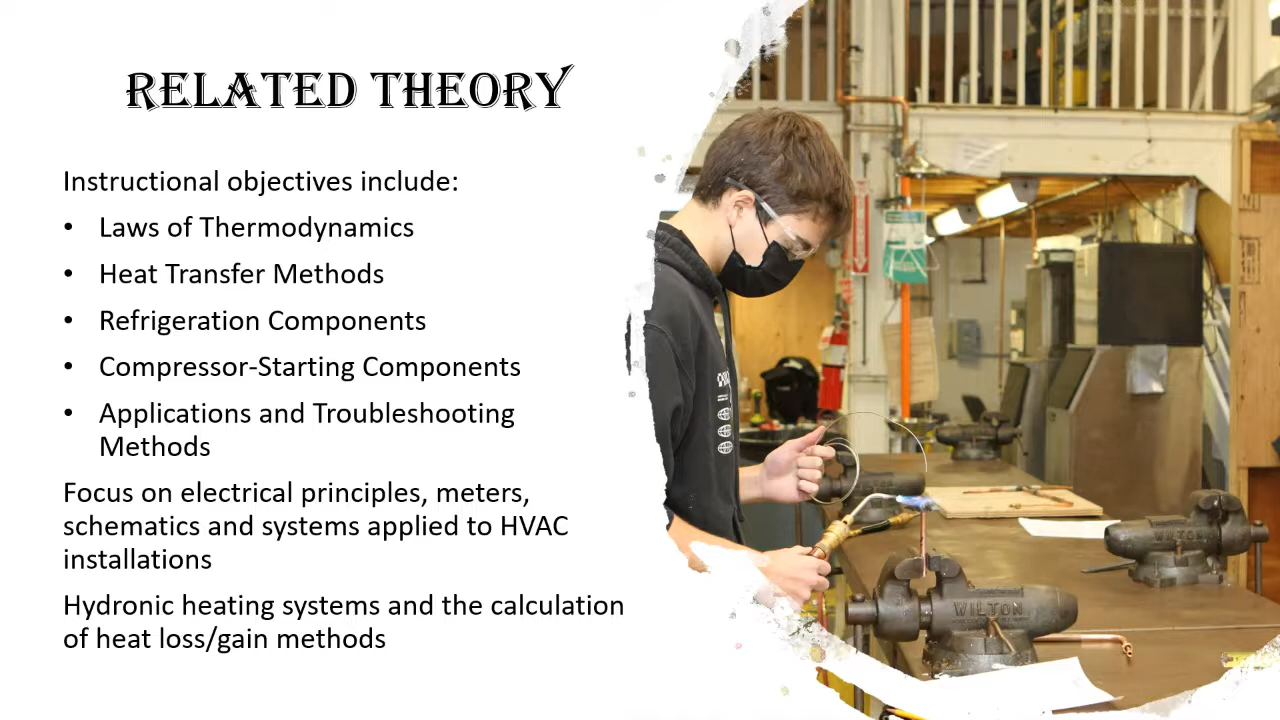 RELATED THEORY
Instructional objectives include:
• Laws of Thermodynamics
• Heat Transfer Methods
• Refrigeration Components
• Compressor-Starting Components
• Applications and Troubleshooting
Methods
Focus on electrical principles, meters,
schematics and systems applied to HVAC
installations
Hydronic heating systems and the calculation
of heat loss/gain methods
WILTON
WILTON